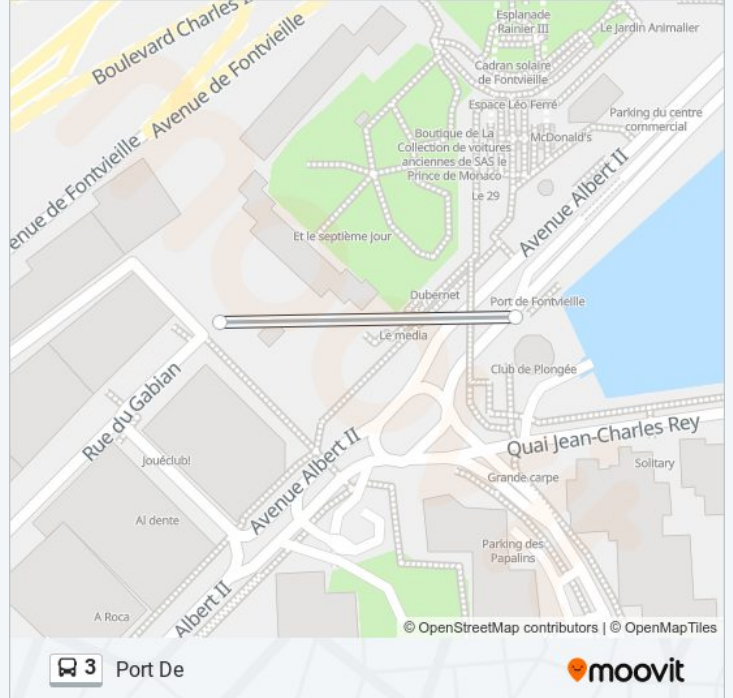 Boulevard Charles
Avenue de Fontvieille
enue de Fontvieille
Esplanade
Rainier III
Le Jardin Animalier
Cadran solaire
de Fontvieille
Espace Léo Ferré
Parking du centre
commercial
McDonald's
Boutique de La
Collection de voitures
anciennes de SAS le
Prince de Monaco
Le 29
Avenue Albert II
Et le septième jour
Dubernet
Port de Fontvieille
Le media
Club de Plongée
Rue du Gabian
Quai Jean-Charles Rey
Jouéclub!
Avenue Albert II
Solitary
Grande carpe
Al dente
Parking des
Papalins
A Roca
Albert II
© OpenStreetMap contributors | © OpenMapTiles
3 Port De
moovit